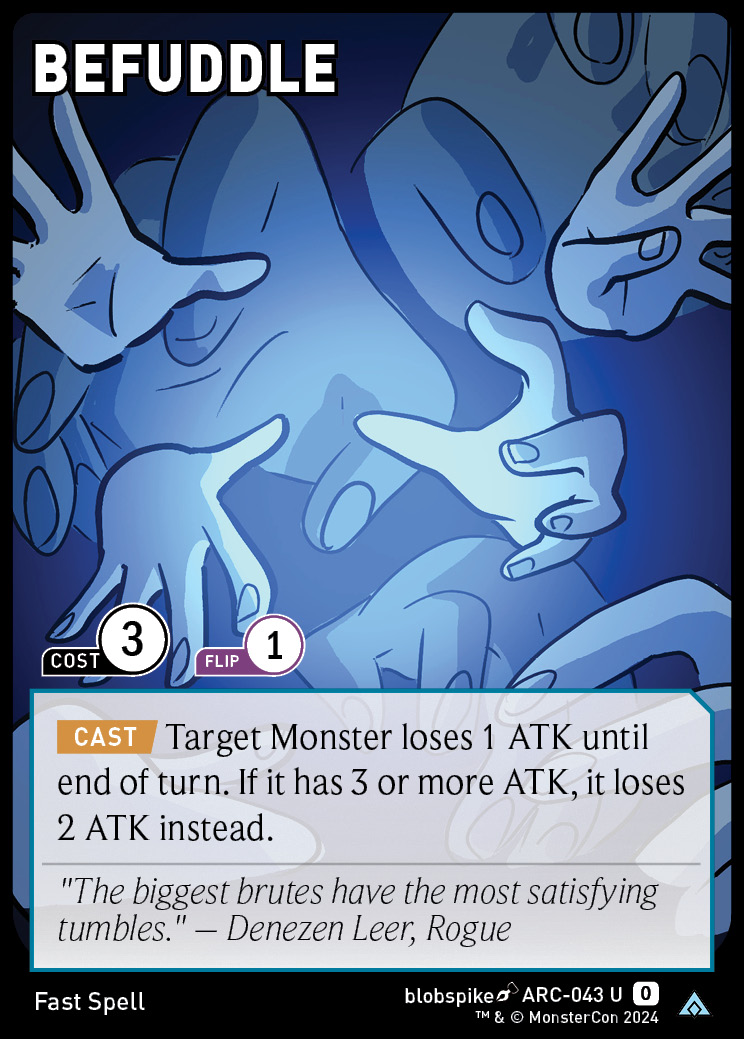 BEFUDDLE
COST 3 FLIP 1
CAST Target Monster loses 1 ATK until
end of turn. If it has 3 or more ATK, it loses
2 ATK instead.
"The biggest brutes have the most satisfying
tumbles." – Denezen Leer, Rogue
Fast Spell
blobspike ARC-043 U 0
™ & © MonsterCon 2024